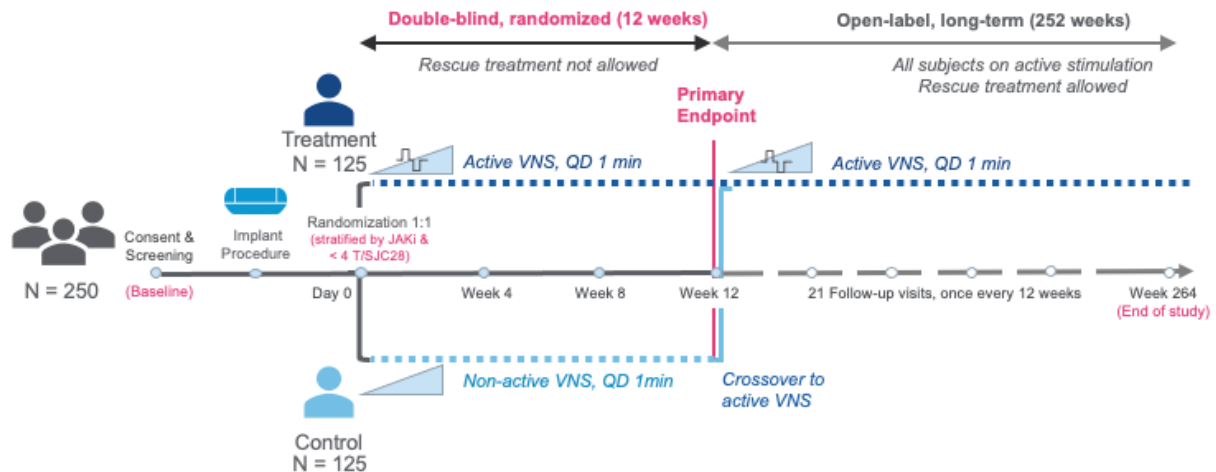 Double-blind, randomized (12 weeks)
Open-label, long-term (252 weeks)
Rescue treatment not allowed
All subjects on active stimulation
Rescue treatment allowed
Primary
Endpoint
Treatment
N = 125
Active VNS, QD 1 min
Active VNS, QD 1 min
N = 250
Consent &
Screening
(Baseline)
Implant
Procedure
Randomization 1:1
(stratified by JAKi &
< 4 T/SJC28)
Day 0
Week 4
Week 8
Week 12
21 Follow-up visits, once every 12 weeks
Week 264
(End of study)
Non-active VNS, QD 1min
Crossover to
active VNS
Control
N = 125